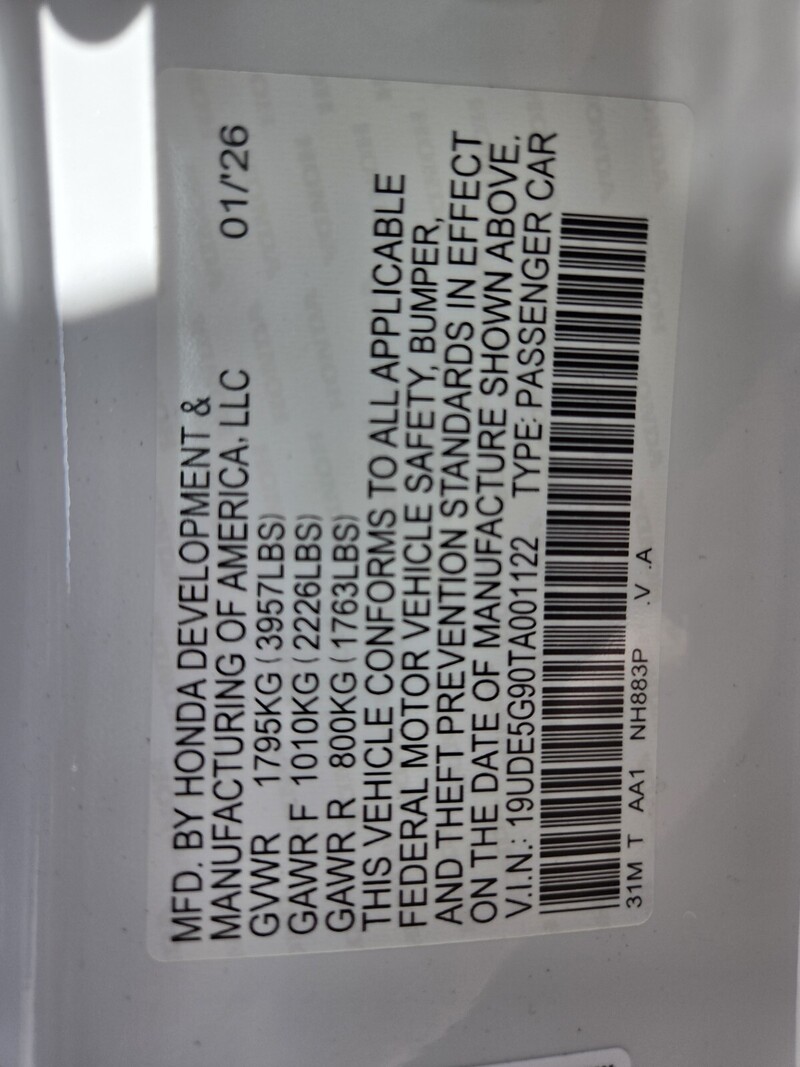 MFD. BY HONDA DEVELOPMENT &
MANUFACTURING OF AMERICA, LLC 01/'26
GVWR 1795KG (3957LBS)
GAWR F 1010KG (2226LBS)
GAWR R 800KG (1763LBS)
THIS VEHICLE CONFORMS TO ALL APPLICABLE
FEDERAL MOTOR VEHICLE SAFETY, BUMPER,
AND THEFT PREVENTION STANDARDS IN EFFECT
ON THE DATE OF MANUFACTURE SHOWN ABOVE.
V.I.N.: 19UDE5G90TA001122 TYPE: PASSENGER CAR
31M T AA1 NH883P .V .A